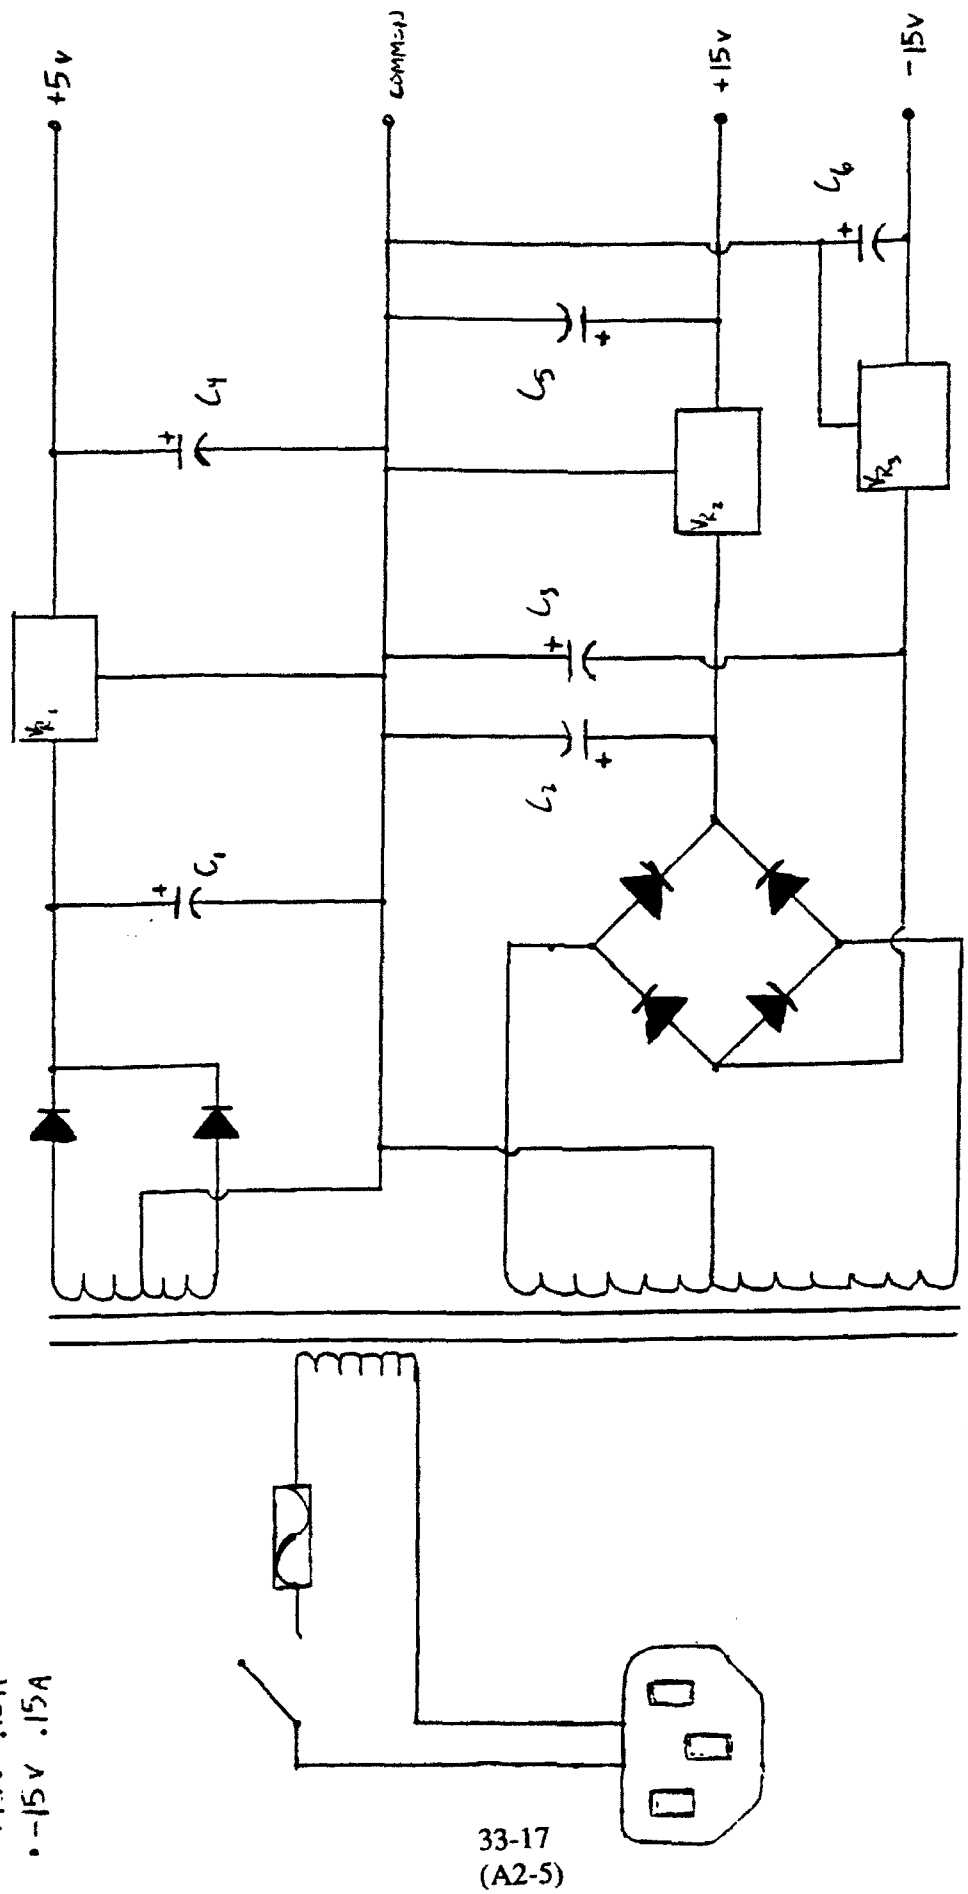 +5v
COMMON
+15v
-15v
C6
C4
C5
VR1
VR2
VR3
C3
C2
C1
• -15v .15A
33-17
(A2-5)